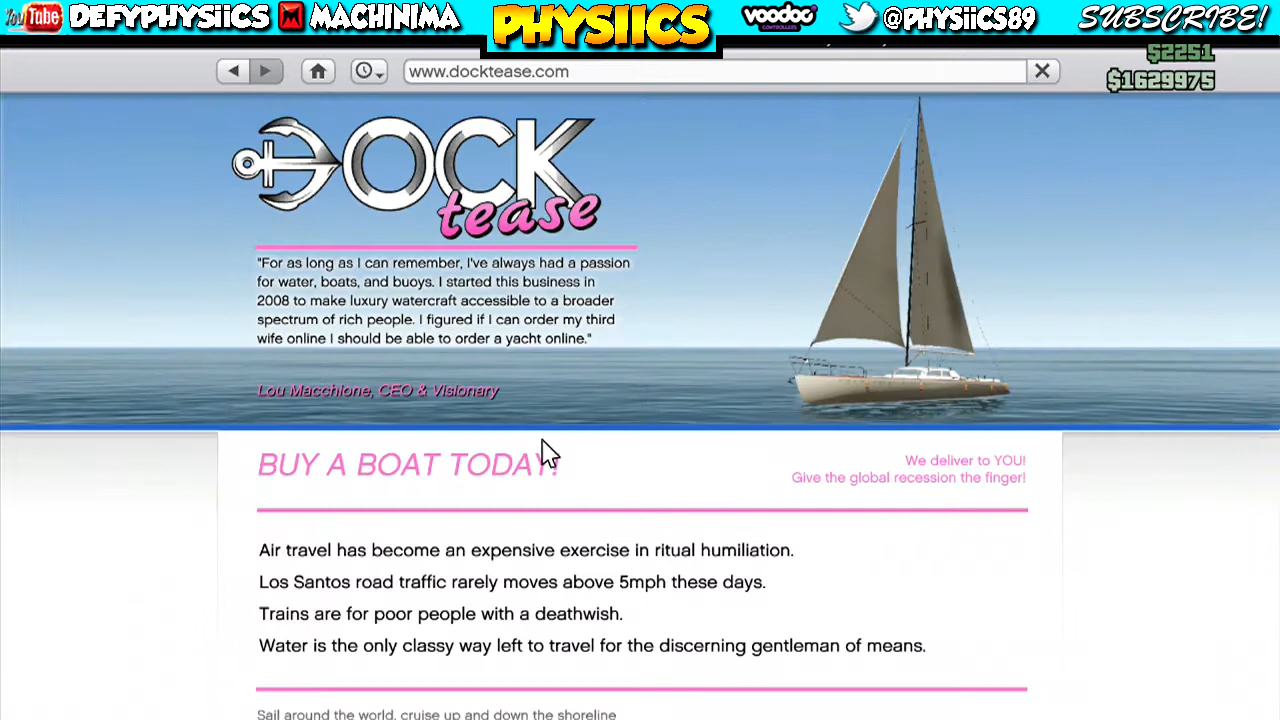 You Tube DEFYPHYSiiCS M MACHINIMA PHYSIICS VOODOO CONTROLLERS @PHYSiiCS89 SUBSCRIBE!
$2251
www.docktease.com
$1629975
DOCK
tease
"For as long as I can remember, I've always had a passion
for water, boats, and buoys. I started this business in
2008 to make luxury watercraft accessible to a broader
spectrum of rich people. I figured if I can order my third
wife online I should be able to order a yacht online."
Lou Macchione, CEO & Visionary
BUY A BOAT TODAY!
We deliver to YOU!
Give the global recession the finger!
Air travel has become an expensive exercise in ritual humiliation.
Los Santos road traffic rarely moves above 5mph these days.
Trains are for poor people with a deathwish.
Water is the only classy way left to travel for the discerning gentleman of means.
Sail around the world, cruise up and down the shoreline